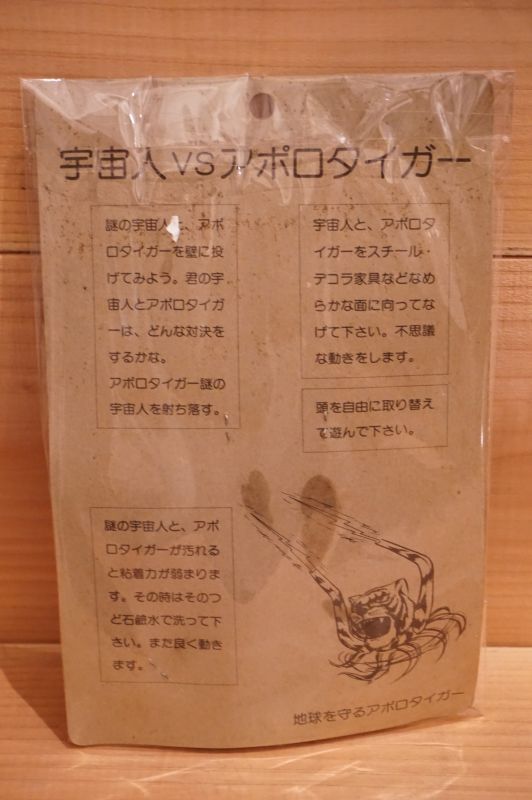 宇宙人VSアポロタイガー
謎の宇宙人と、アポ
ロタイガーを壁に投
げてみよう。君の宇
宙人とアポロタイガ
ーは、どんな対決を
するかな。
アポロタイガー謎の
宇宙人を射ち落す。
宇宙人と、アポロタ
イガーをスチール・
デコラ家具などなめ
らかな面に向ってな
げて下さい。不思議
な動きをします。
頭を自由に取り替え
て遊んで下さい。
謎の宇宙人と、アポ
ロタイガーが汚れる
と粘着力が弱まりま
す。その時はそのつ
ど石鹼水で洗って下
さい。また良く動き
ます。
地球を守るアポロタイガー